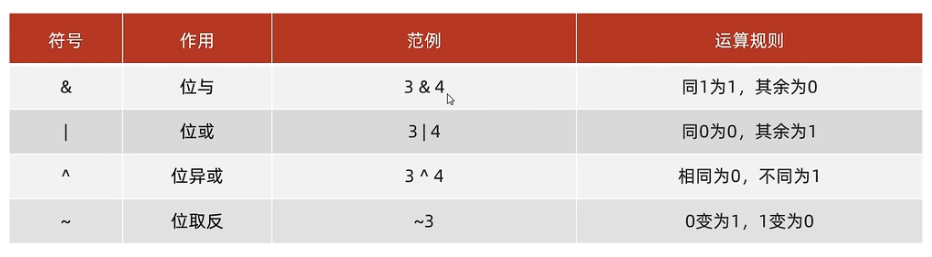 符号 作用 范例 运算规则
& 位与 3 & 4 同1为1，其余为0
| 位或 3 | 4 同0为0，其余为1
^ 位异或 3 ^ 4 相同为0，不同为1
~ 位取反 ~3 0变为1，1变为0